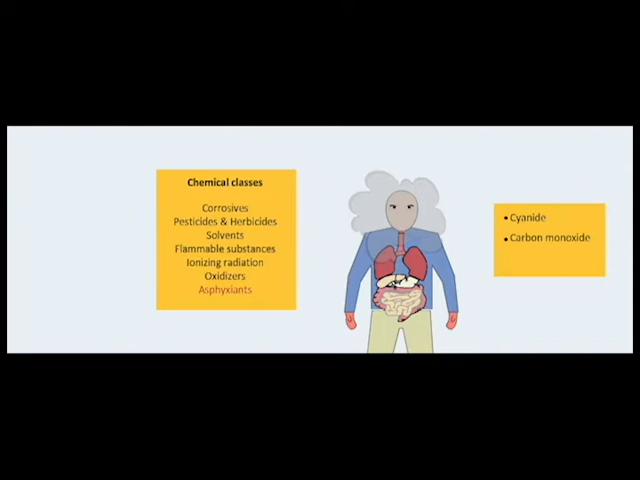 Chemical classes
Corrosives
Pesticides & Herbicides
Solvents
Flammable substances
Ionizing radiation
Oxidizers
Asphyxiants
• Cyanide
• Carbon monoxide